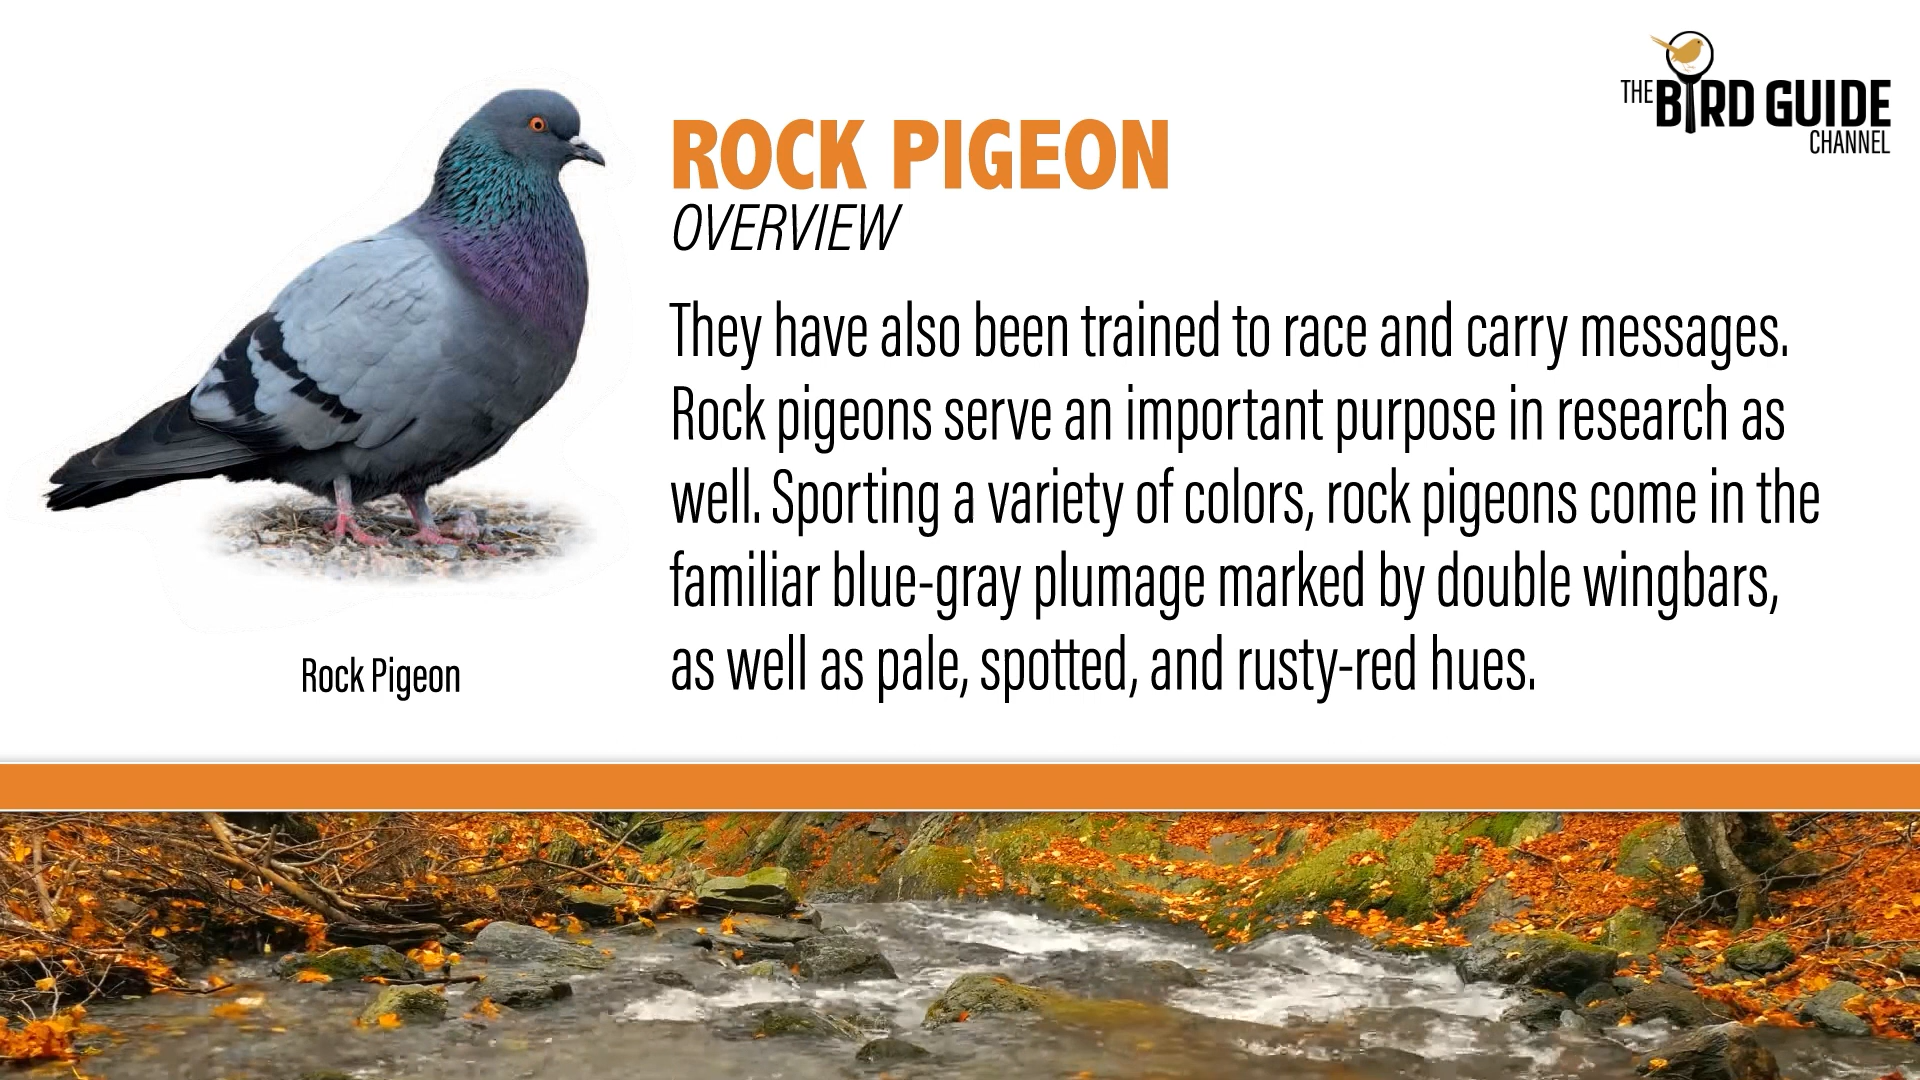 THE BIRD GUIDE
CHANNEL
ROCK PIGEON
OVERVIEW
They have also been trained to race and carry messages.
Rock pigeons serve an important purpose in research as
well. Sporting a variety of colors, rock pigeons come in the
familiar blue-gray plumage marked by double wingbars,
as well as pale, spotted, and rusty-red hues.
Rock Pigeon